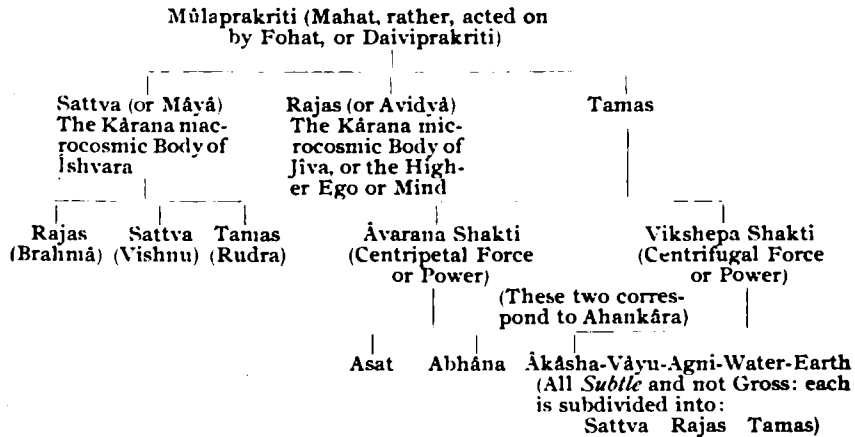 Mûlaprakriti (Mahat, rather, acted on
by Fohat, or Daiviprakriti)
Sattva (or Mâyâ)
The Kârana mac-
rocosmic Body of
Îshvara
Rajas (or Avidyâ)
The Kârana mic-
rocosmic Body of
Jîva, or the High-
er Ego or Mind
Tamas
Rajas
(Brahmâ)
Sattva
(Vishnu)
Tamas
(Rudra)
Âvarana Shakti
(Centripetal Force
or Power)
Vikshepa Shakti
(Centrifugal Force
or Power)
(These two corres-
pond to Ahankâra)
Asat
Abhâna
Âkâsha-Vâyu-Agni-Water-Earth
(All Subtle and not Gross: each
is subdivided into:
Sattva Rajas Tamas)